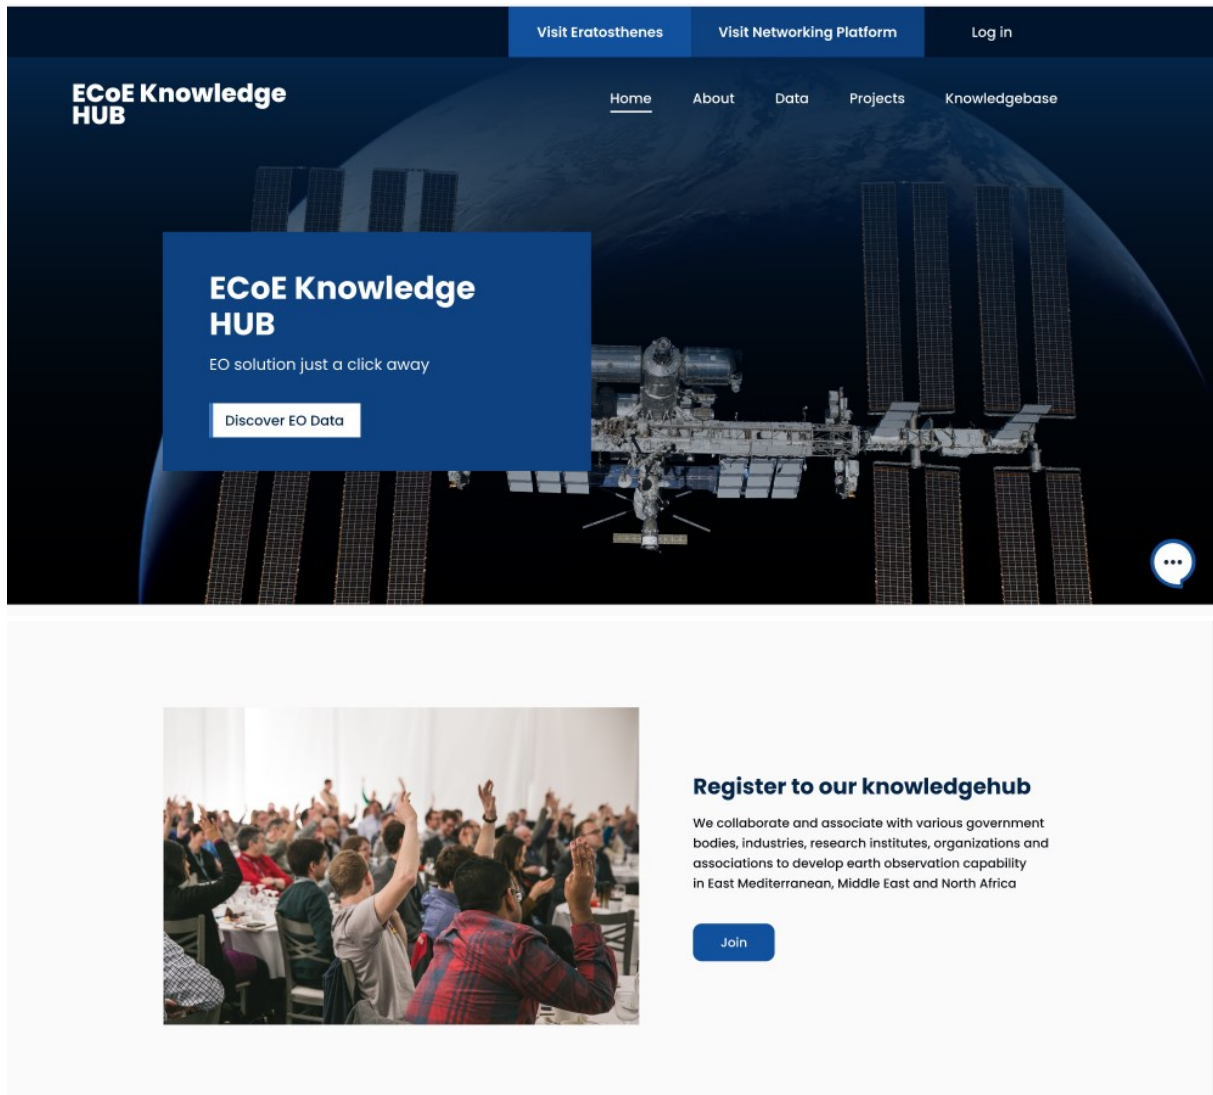 Visit Eratosthenes
Visit Networking Platform
Log in
ECoE Knowledge
HUB
Home
About
Data
Projects
Knowledgebase
ECoE Knowledge
HUB
EO solution just a click away
Discover EO Data
Register to our knowledgehub
We collaborate and associate with various government
bodies, industries, research institutes, organizations and
associations to develop earth observation capability
in East Mediterranean, Middle East and North Africa
Join